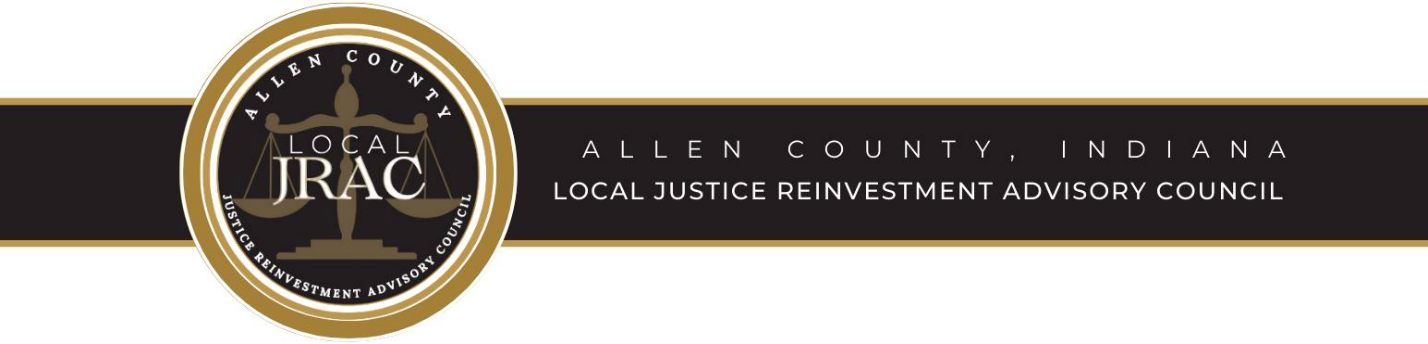 ALLEN COUNTY
LOCAL
JRAC
JUSTICE REINVESTMENT ADVISORY COUNCIL
ALLEN COUNTY, INDIANA
LOCAL JUSTICE REINVESTMENT ADVISORY COUNCIL